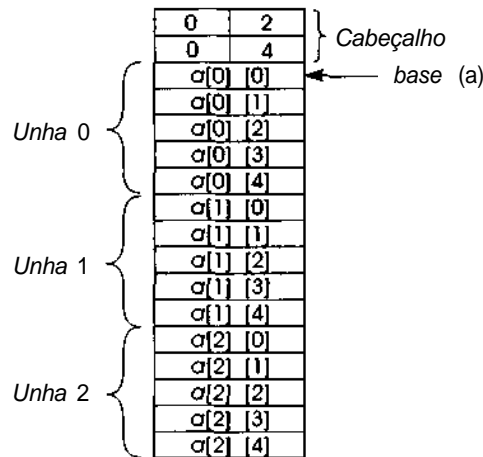 0 2
0 4
Cabeçalho
a[0] [0]
base (a)
a[0] [1]
a[0] [2]
Unha 0
a[0] [3]
a[0] [4]
a[1] [0]
a[1] [1]
a[1] [2]
Unha 1
a[1] [3]
a[1] [4]
a[2] [0]
a[2] [1]
a[2] [2]
Unha 2
a[2] [3]
a[2] [4]